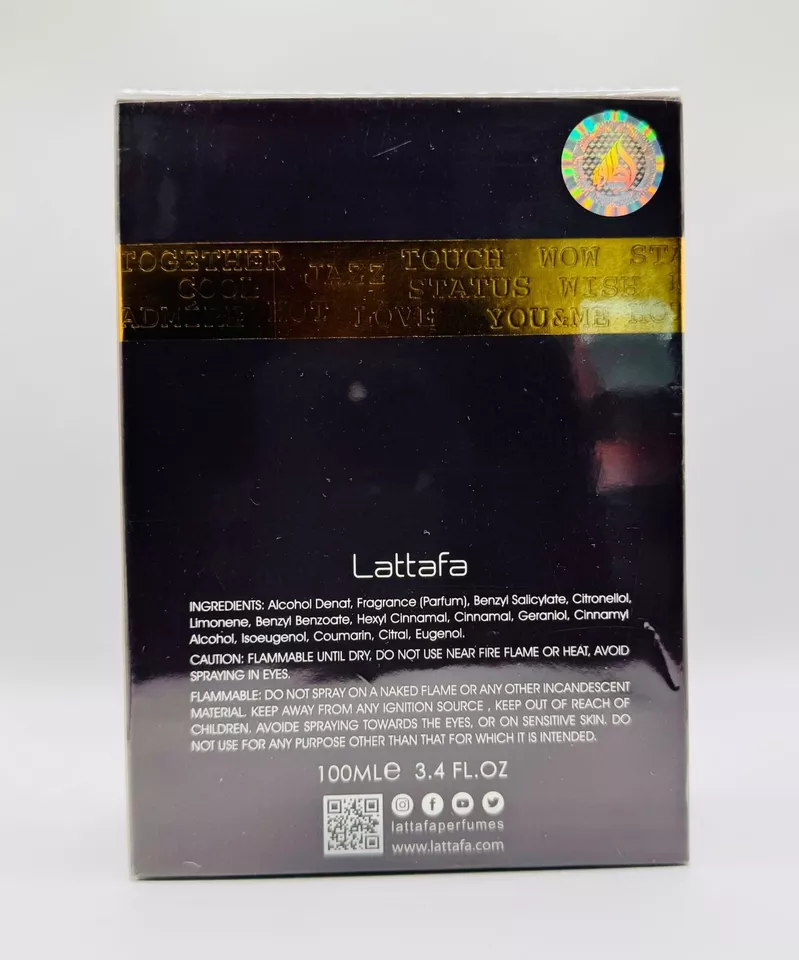 TOGETHER JAZZ TOUCH WOW STA
COOL STATUS WISH
HOT LOVE YOU&ME
Lattafa
INGREDIENTS: Alcohol Denat, Fragrance (Parfum), Benzyl Salicylate, Citronellol,
Limonene, Benzyl Benzoate, Hexyl Cinnamal, Cinnamal, Geraniol, Cinnamyl
Alcohol, Isoeugenol, Coumarin, Citral, Eugenol.
CAUTION: FLAMMABLE UNTIL DRY, DO NOT USE NEAR FIRE FLAME OR HEAT, AVOID
SPRAYING IN EYES.
FLAMMABLE: DO NOT SPRAY ON A NAKED FLAME OR ANY OTHER INCANDESCENT
MATERIAL. KEEP AWAY FROM ANY IGNITION SOURCE , KEEP OUT OF REACH OF
CHILDREN. AVOIDE SPRAYING TOWARDS THE EYES, OR ON SENSITIVE SKIN. DO
NOT USE FOR ANY PURPOSE OTHER THAN THAT FOR WHICH IT IS INTENDED.
100MLe 3.4 FL.OZ
lattafaperfumes
www.lattafa.com